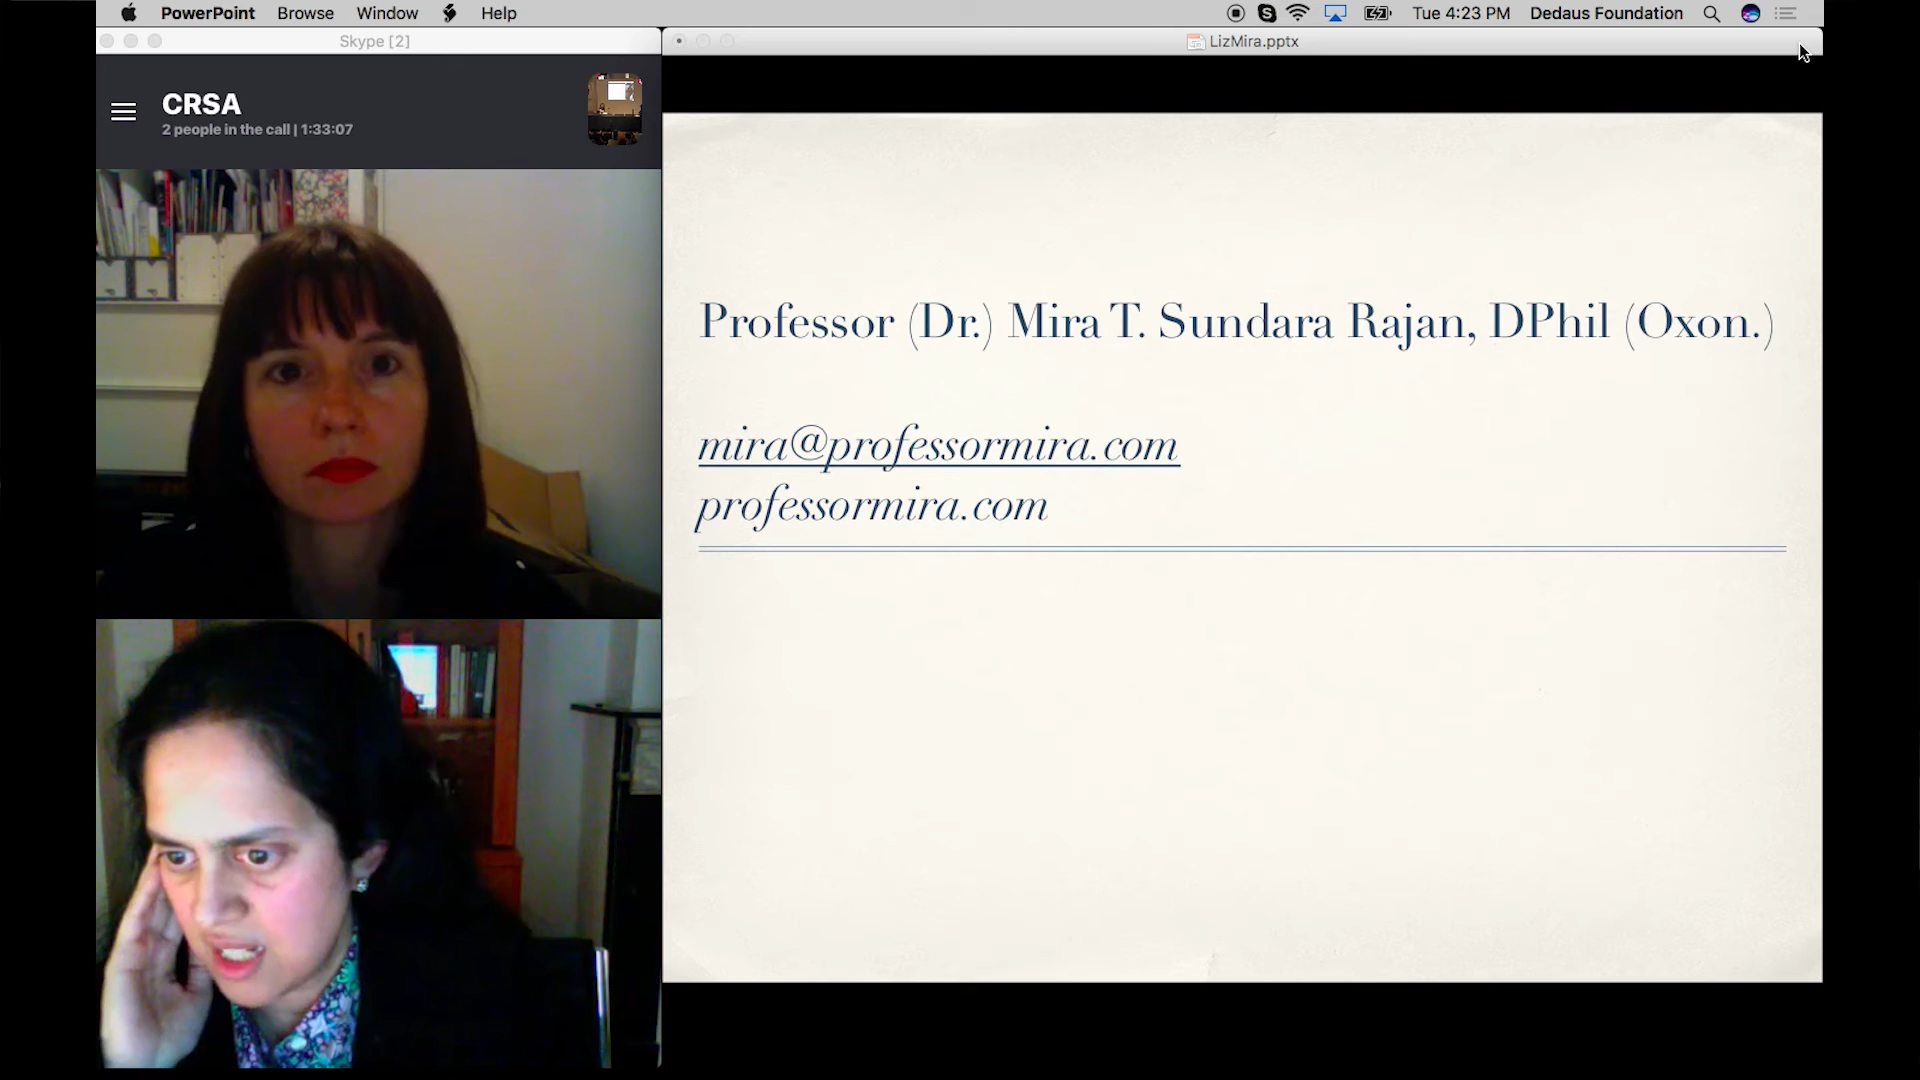 PowerPoint Browse Window Help Tue 4:23 PM Dedaus Foundation
Skype [2]
LizMira.pptx
CRSA
2 people in the call | 1:33:07
Professor (Dr.) Mira T. Sundara Rajan, DPhil (Oxon.)
mira@professormira.com
professormira.com